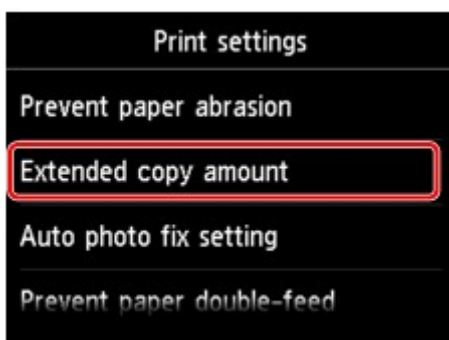 Print settings
Prevent paper abrasion
Extended copy amount
Auto photo fix setting
Prevent paper double-feed